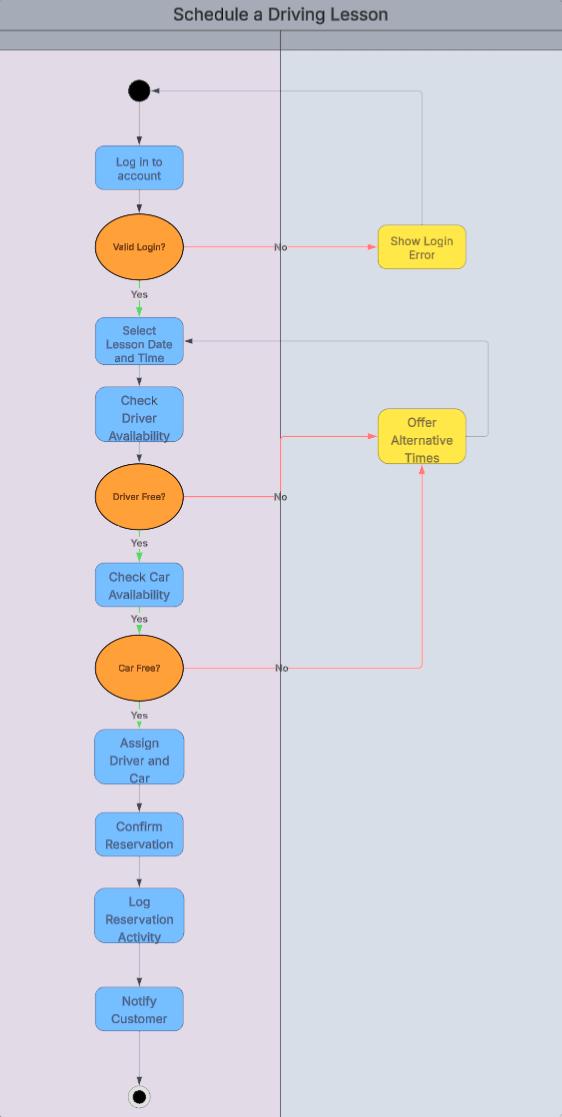 Schedule a Driving Lesson
Log in to
account
Valid Login?
No
Show Login
Error
Yes
Select
Lesson Date
and Time
Check
Driver
Availability
Offer
Alternative
Times
Driver Free?
No
Yes
Check Car
Availability
Yes
Car Free?
No
Yes
Assign
Driver and
Car
Confirm
Reservation
Log
Reservation
Activity
Notify
Customer